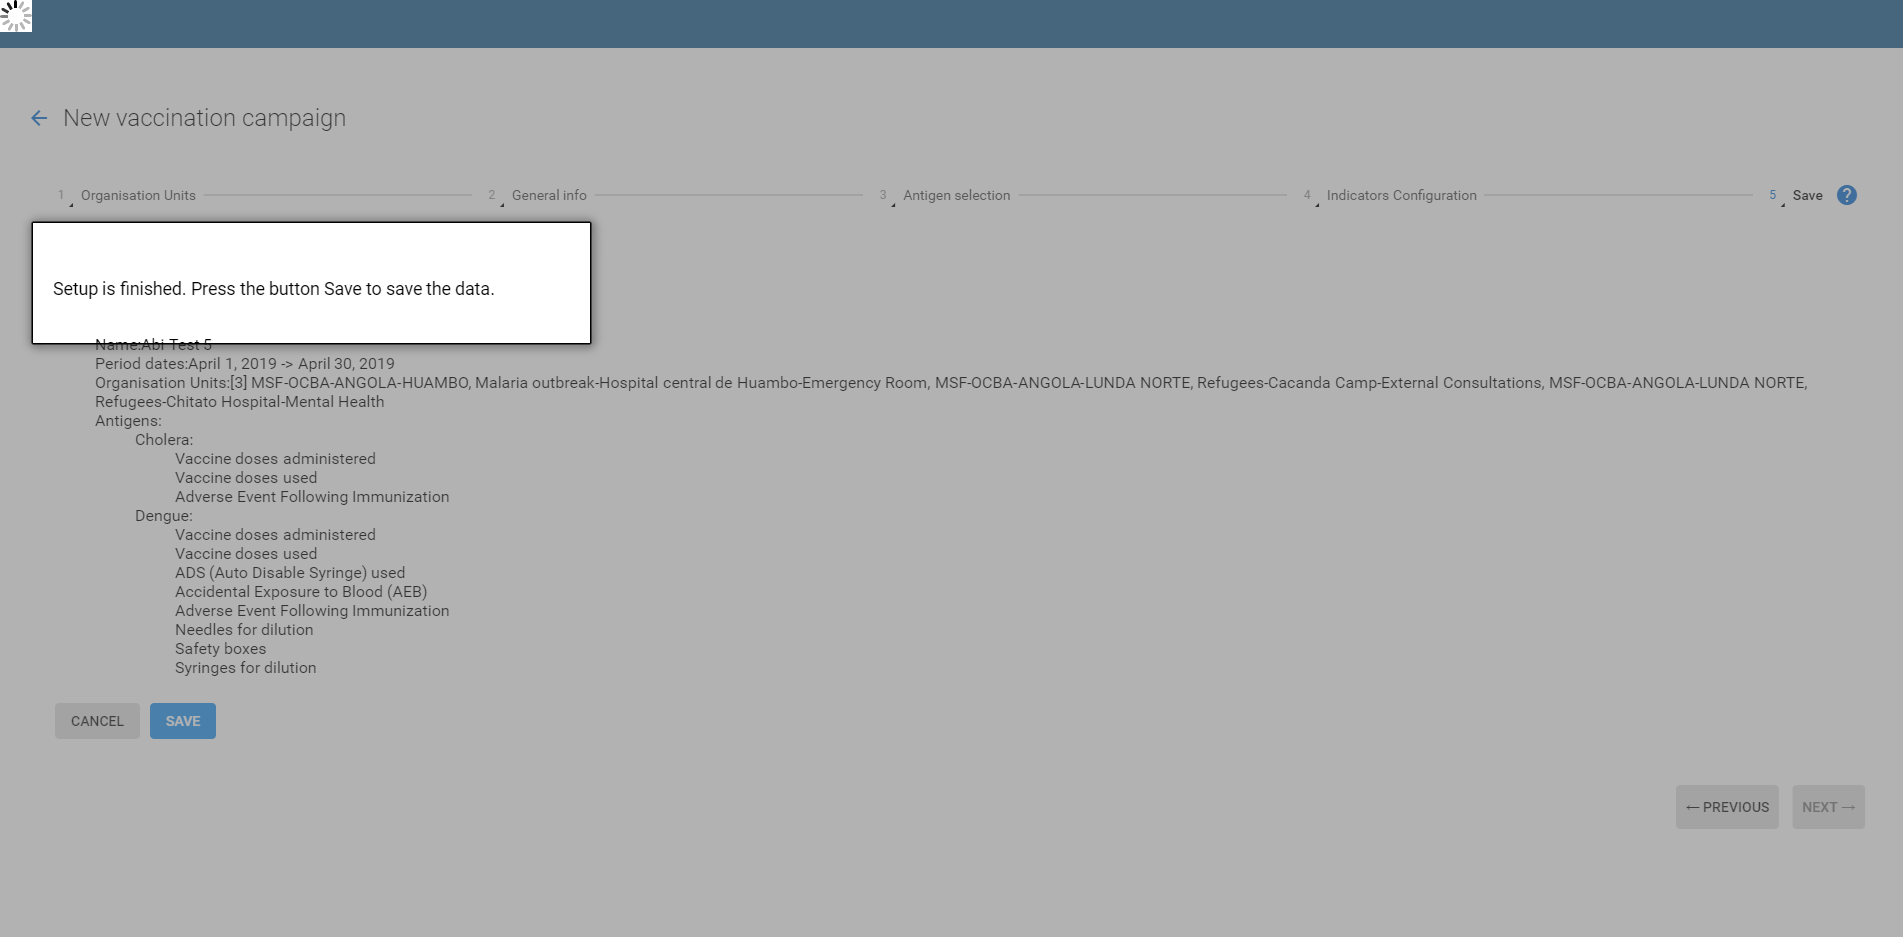 New vaccination campaign
1 Organisation Units 2 General info 3 Antigen selection 4 Indicators Configuration 5 Save ?
Setup is finished. Press the button Save to save the data.
Name:Abi Test 5
Period dates:April 1, 2019 -> April 30, 2019
Organisation Units:[3] MSF-OCBA-ANGOLA-HUAMBO, Malaria outbreak-Hospital central de Huambo-Emergency Room, MSF-OCBA-ANGOLA-LUNDA NORTE, Refugees-Cacanda Camp-External Consultations, MSF-OCBA-ANGOLA-LUNDA NORTE,
Refugees-Chitato Hospital-Mental Health
Antigens:
Cholera:
Vaccine doses administered
Vaccine doses used
Adverse Event Following Immunization
Dengue:
Vaccine doses administered
Vaccine doses used
ADS (Auto Disable Syringe) used
Accidental Exposure to Blood (AEB)
Adverse Event Following Immunization
Needles for dilution
Safety boxes
Syringes for dilution
CANCEL SAVE
← PREVIOUS NEXT →